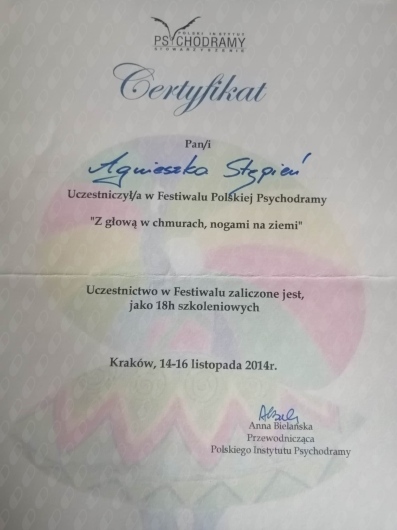 POLSKI INSTYTUT
PSYCHODRAMY
STOWARZYSZENIE
Certyfikat
Pan/i
Agnieszka Stępień
Uczestniczył/a w Festiwalu Polskiej Psychodramy
"Z głową w chmurach, nogami na ziemi"
Uczestnictwo w Festiwalu zaliczone jest,
jako 18h szkoleniowych
Kraków, 14-16 listopada 2014r.
Anna Bielańska
Przewodnicząca
Polskiego Instytutu Psychodramy